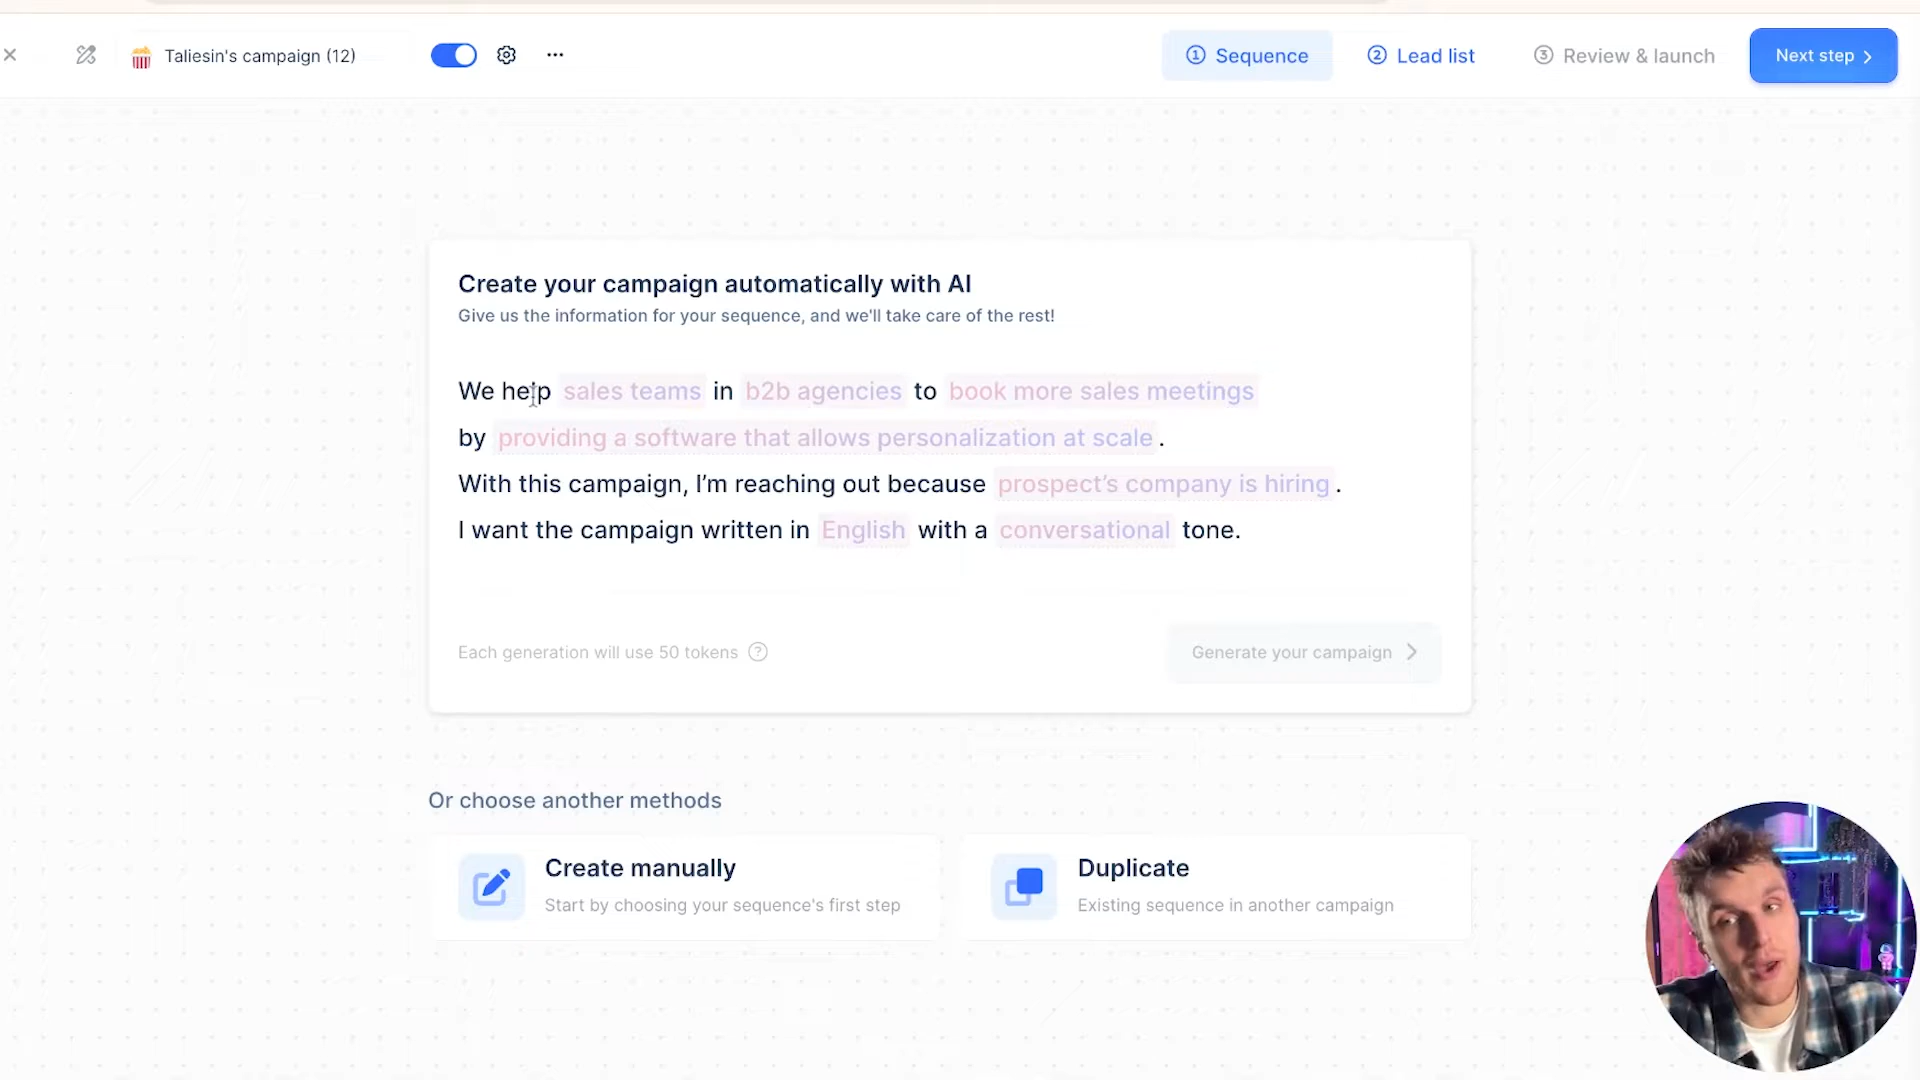 Taliesin's campaign (12)
① Sequence
② Lead list
③ Review & launch
Next step
Create your campaign automatically with AI
Give us the information for your sequence, and we'll take care of the rest!
We help sales teams in b2b agencies to book more sales meetings
by providing a software that allows personalization at scale .
With this campaign, I’m reaching out because prospect’s company is hiring .
I want the campaign written in English with a conversational tone.
Each generation will use 50 tokens ?
Generate your campaign
Or choose another methods
Create manually
Start by choosing your sequence's first step
Duplicate
Existing sequence in another campaign